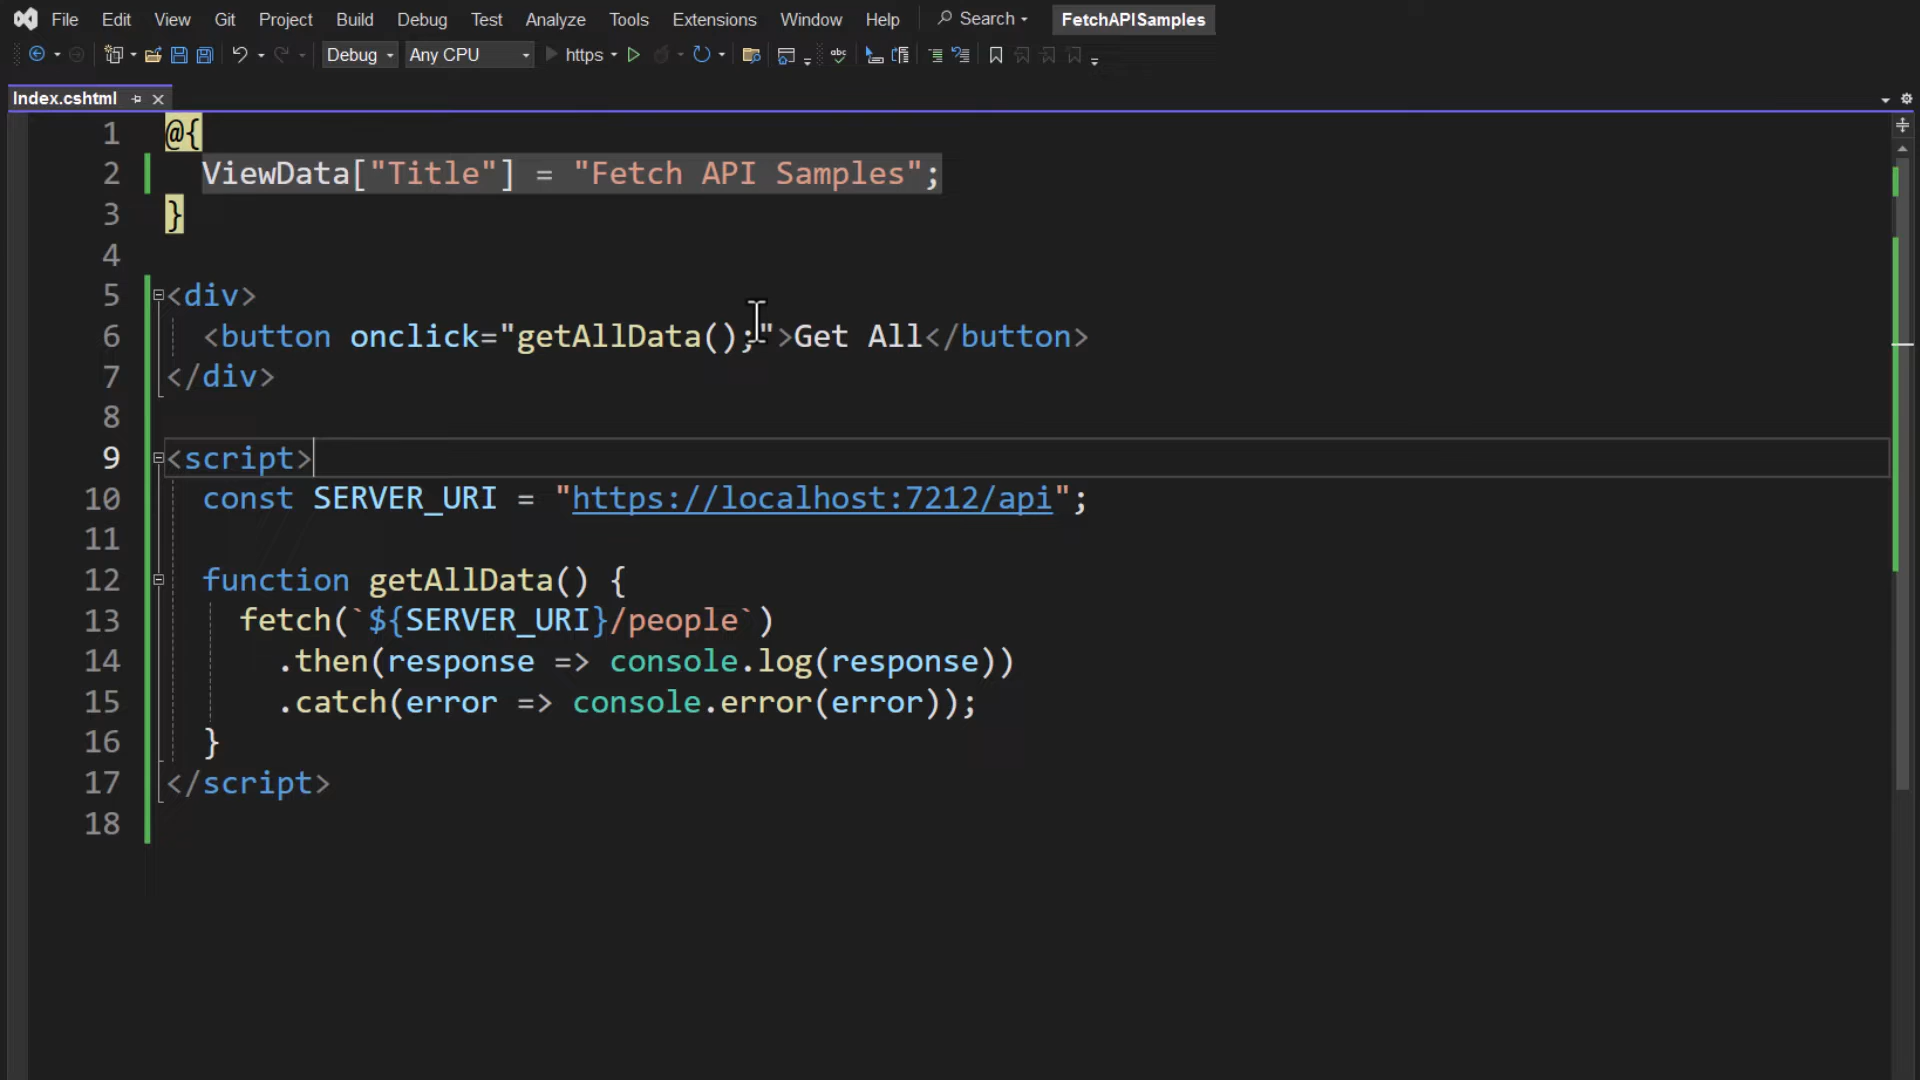 File Edit View Git Project Build Debug Test Analyze Tools Extensions Window Help Search FetchAPISamples
Debug Any CPU https abc
Index.cshtml
1 @{
2 ViewData["Title"] = "Fetch API Samples";
3 }
4
5 <div>
6 <button onclick="getAllData();">Get All</button>
7 </div>
8
9 <script>
10 const SERVER_URI = "https://localhost:7212/api";
11
12 function getAllData() {
13 fetch(`${SERVER_URI}/people`)
14 .then(response => console.log(response))
15 .catch(error => console.error(error));
16 }
17 </script>
18